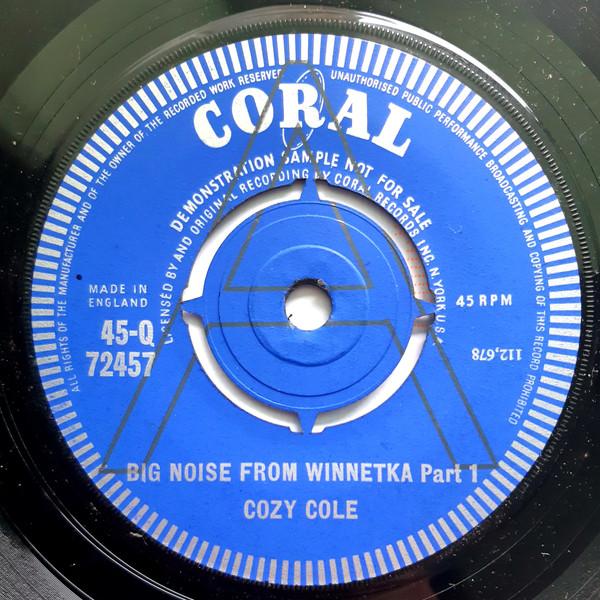 ALL RIGHTS OF THE MANUFACTURER AND OF THE OWNER OF THE RECORDED WORK RESERVED
UNAUTHORISED PUBLIC PERFORMANCE BROADCASTING AND COPYING OF THIS RECORD PROHIBITED
CORAL
DEMONSTRATION SAMPLE NOT FOR SALE
LICENSED BY AND ORIGINAL RECORDING BY CORAL RECORDS INC. N.YORK U.S.A.
A
MADE IN
ENGLAND
45 RPM
45-Q
72457
112,678
BIG NOISE FROM WINNETKA Part 1
COZY COLE